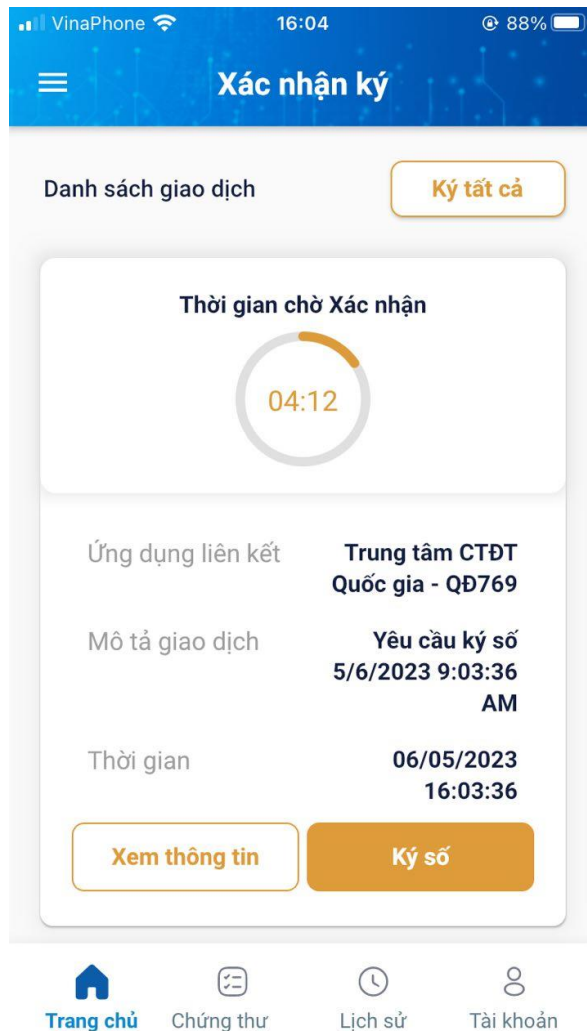 VinaPhone 16:04 88%
Xác nhận ký
Danh sách giao dịch Ký tất cả
Thời gian chờ Xác nhận
04:12
Ứng dụng liên kết Trung tâm CTĐT
Quốc gia - QĐ769
Mô tả giao dịch Yêu cầu ký số
5/6/2023 9:03:36
AM
Thời gian 06/05/2023
16:03:36
Xem thông tin Ký số
Trang chủ Chứng thư Lịch sử Tài khoản